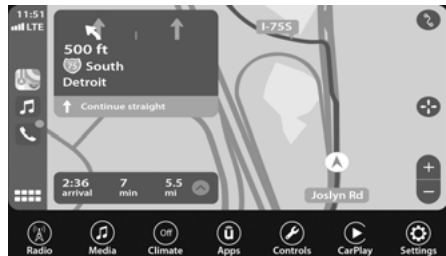 11:51
LTE
500 ft
75 South
Detroit
Continue straight
2:36 7 5.5
arrival min mi
I-75S
Joslyn Rd
+
−
Off
ū
Radio Media Climate Apps Controls CarPlay Settings